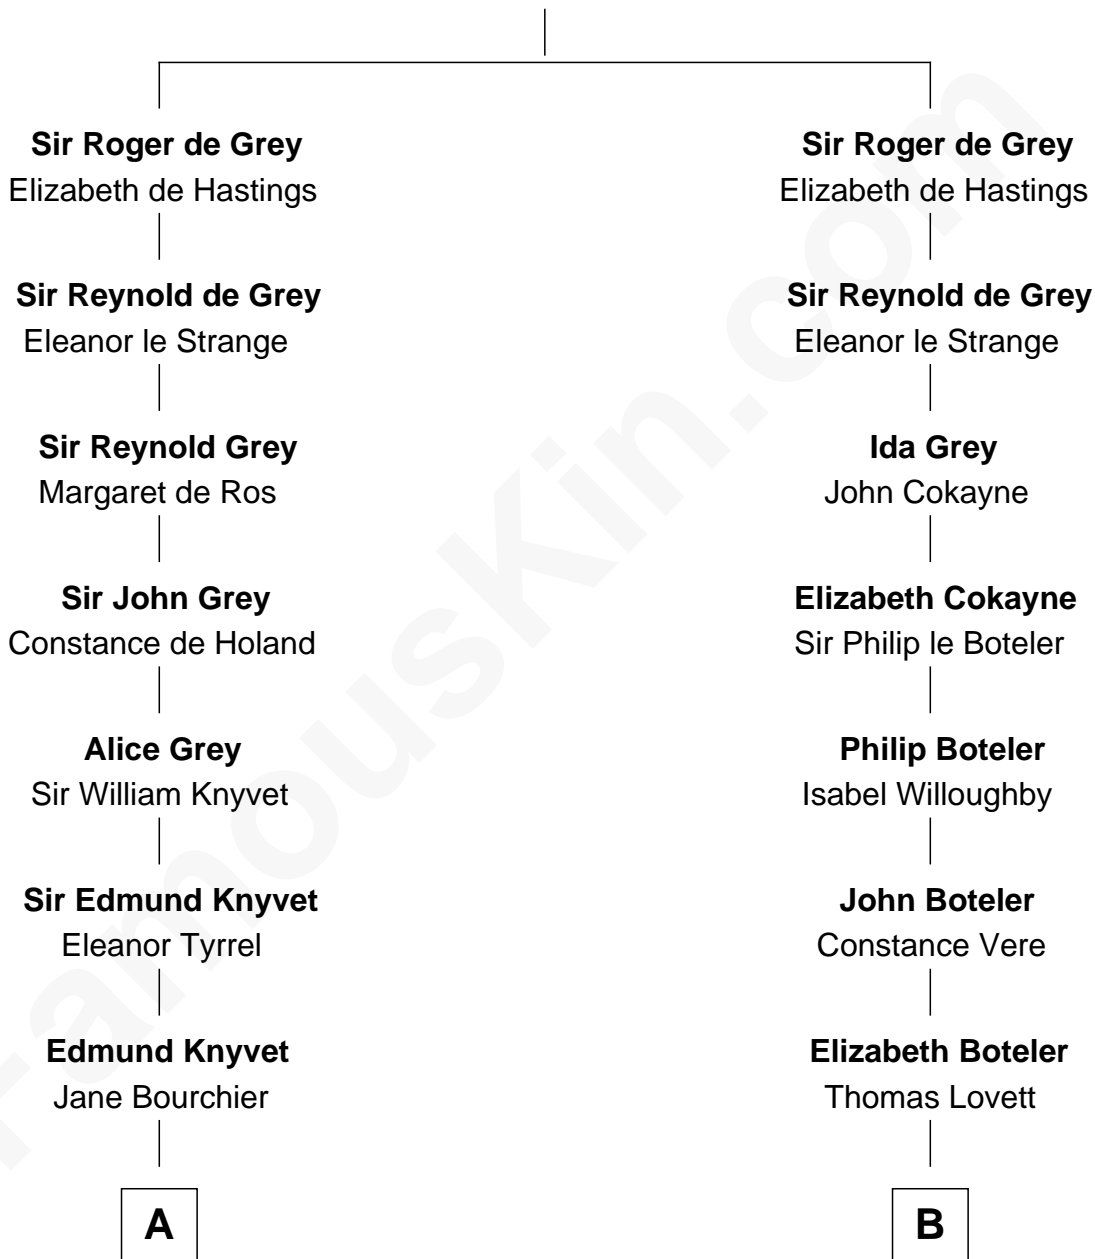 Sir Roger de Grey
Elizabeth de Hastings
Sir Reynold de Grey
Eleanor le Strange
Sir Reynold Grey
Margaret de Ros
Sir John Grey
Constance de Holand
Alice Grey
Sir William Knyvet
Sir Edmund Knyvet
Eleanor Tyrrel
Edmund Knyvet
Jane Bourchier
A
Sir Roger de Grey
Elizabeth de Hastings
Sir Reynold de Grey
Eleanor le Strange
Ida Grey
John Cokayne
Elizabeth Cokayne
Sir Philip le Boteler
Philip Boteler
Isabel Willoughby
John Boteler
Constance Vere
Elizabeth Boteler
Thomas Lovett
B
FamousKin.com